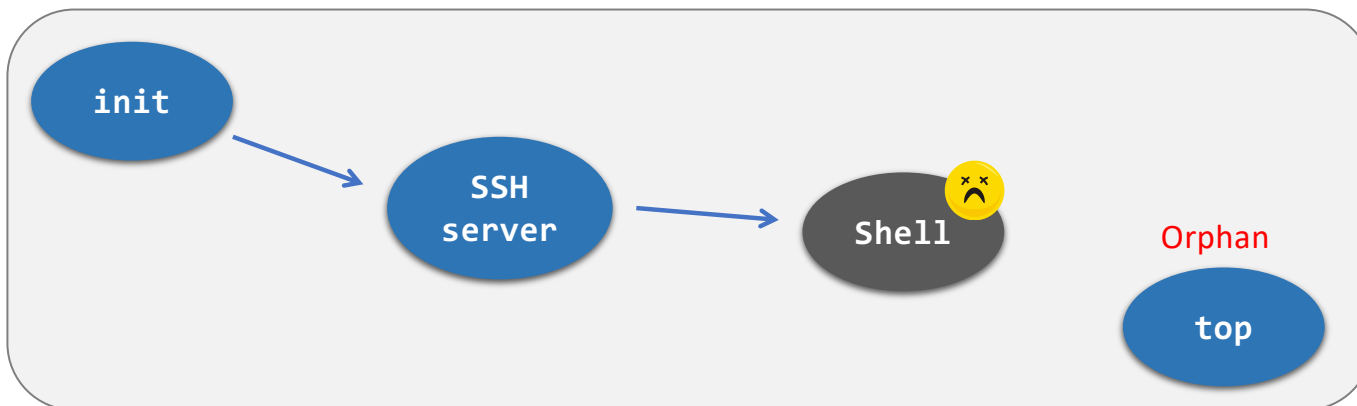 init
SSH
server
Shell
Orphan
top